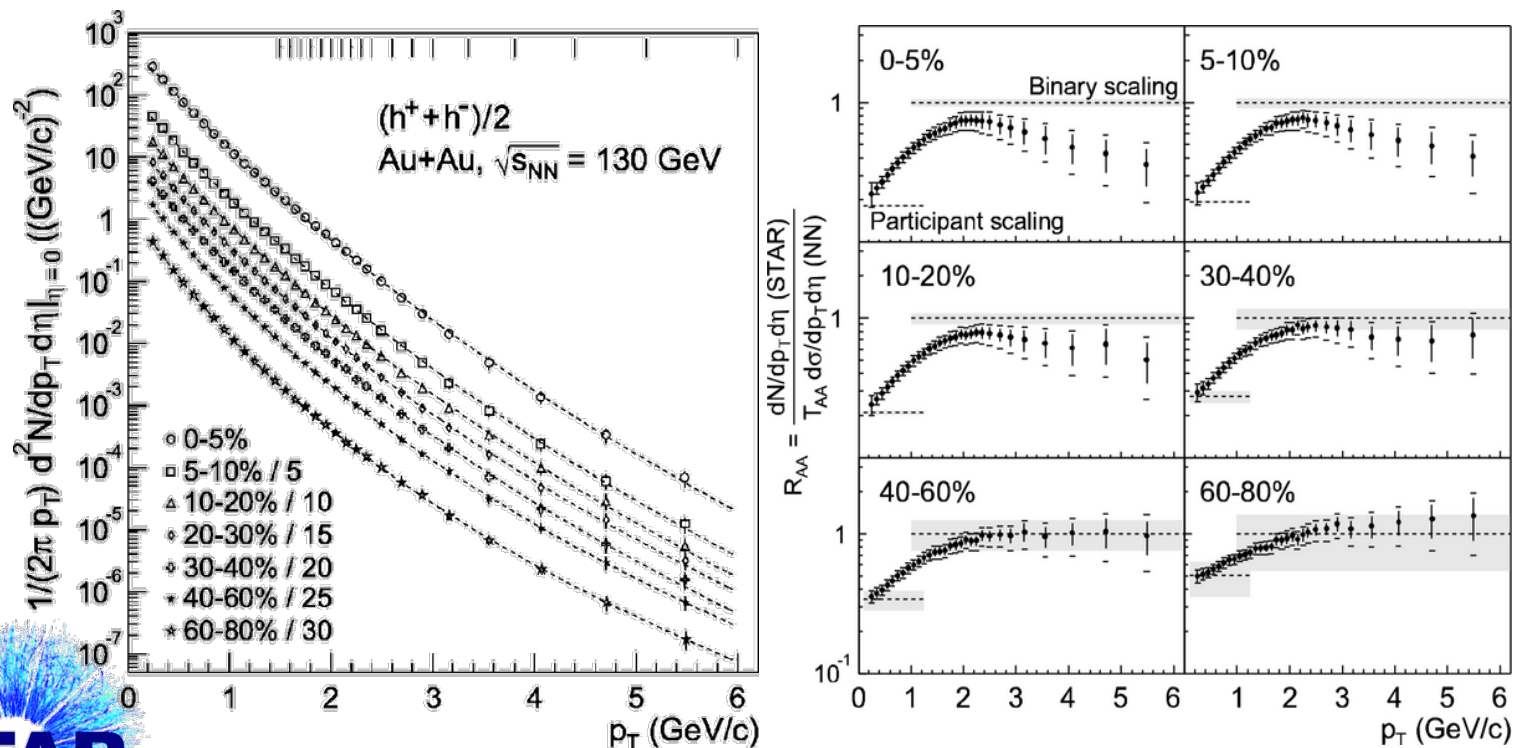 1/(2π p_T) d²N/dp_T dη|_η=0 ((GeV/c)⁻²)
10³
10²
10
1
10⁻¹
10⁻²
10⁻³
10⁻⁴
10⁻⁵
10⁻⁶
10⁻⁷
(h⁺+h⁻)/2
Au+Au, √s_NN = 130 GeV
0-5%
5-10% / 5
10-20% / 10
20-30% / 15
30-40% / 20
40-60% / 25
60-80% / 30
0 1 2 3 4 5 6
p_T (GeV/c)
R_AA = dN/dp_T dη (STAR) / T_AA dσ/dp_T dη (NN)
0-5%
5-10%
Binary scaling
1
Participant scaling
10-20%
30-40%
1
40-60%
60-80%
1
10⁻¹
0 1 2 3 4 5 6
1 2 3 4 5 6
p_T (GeV/c)